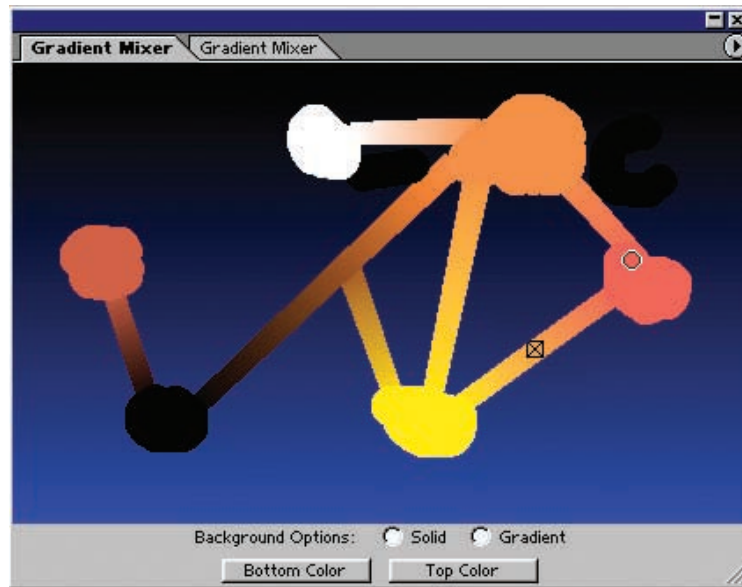 Gradient Mixer Gradient Mixer
Background Options: Solid Gradient
Bottom Color Top Color